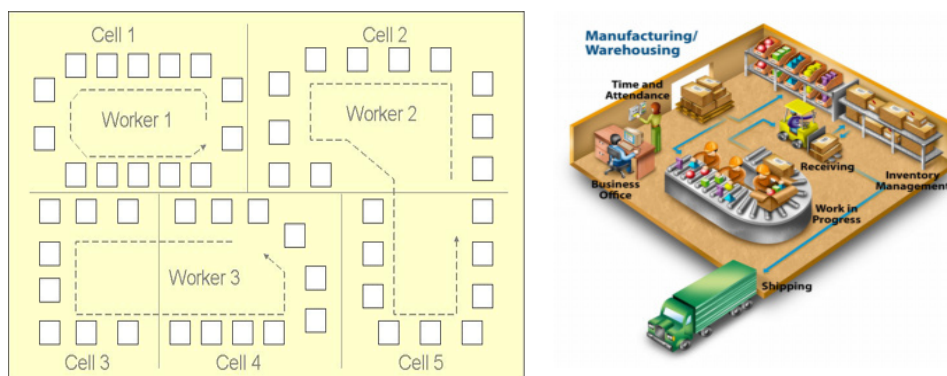 Cell 1
Cell 2
Worker 1
Worker 2
Worker 3
Cell 3
Cell 4
Cell 5
Manufacturing/
Warehousing
Time and
Attendance
Business
Office
Receiving
Inventory
Management
Work in
Progress
Shipping